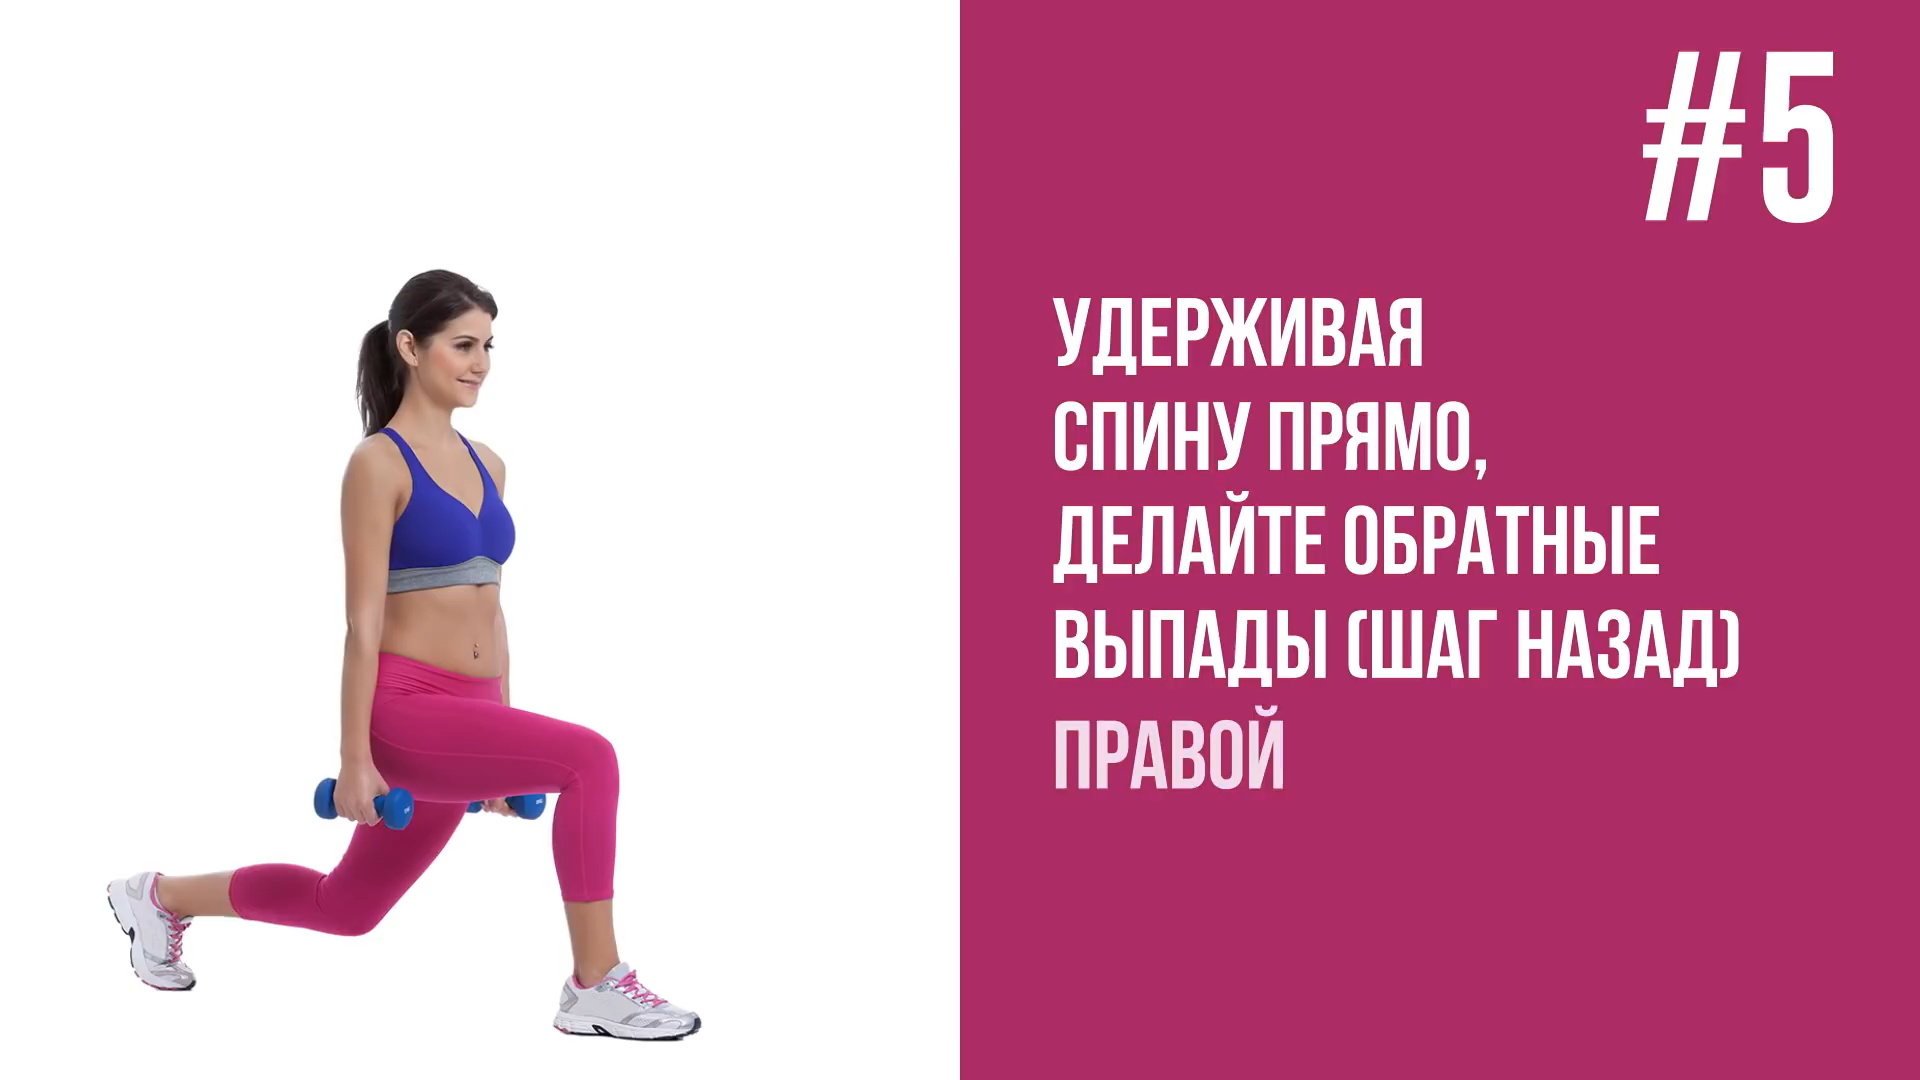 #5
УДЕРЖИВАЯ
СПИНУ ПРЯМО,
ДЕЛАЙТЕ ОБРАТНЫЕ
ВЫПАДЫ (ШАГ НАЗАД)
ПРАВОЙ